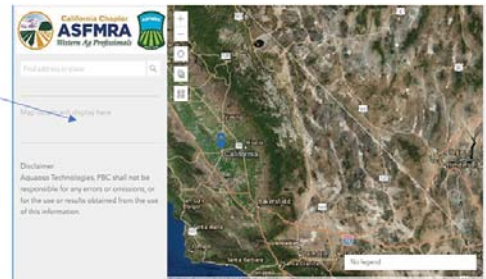 California Chapter
ASFMRA
Western Ag Professionals
Find address or place
Map details will display here
Disclaimer
Aquaoso Technologies, PBC shall not be
responsible for any errors or omissions, or
for the use or results obtained from the use
of this information.
California
Bakersfield
No legend